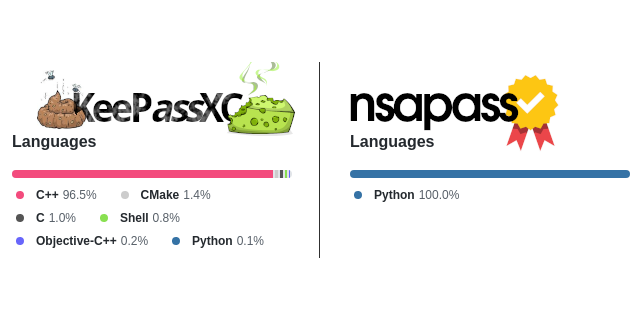 KeePassXC
Languages
C++ 96.5% CMake 1.4%
C 1.0% Shell 0.8%
Objective-C++ 0.2% Python 0.1%
nsapass
Languages
Python 100.0%